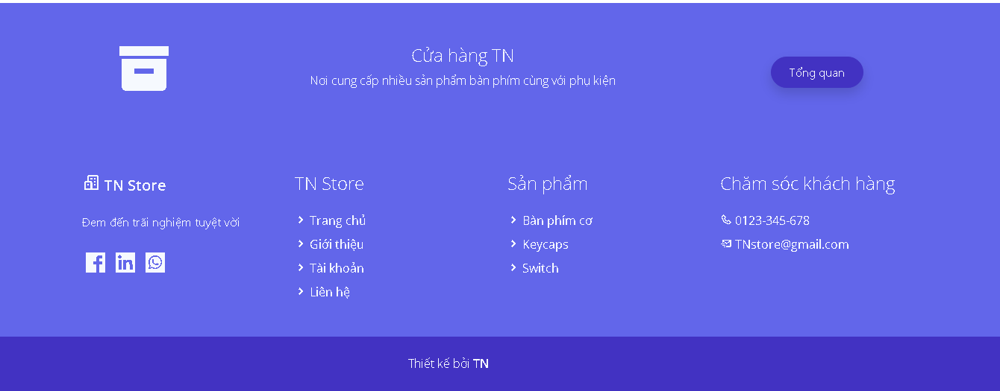 Cửa hàng TN
Nơi cung cấp nhiều sản phẩm bàn phím cùng với phụ kiện
Tổng quan
TN Store
Đem đến trãi nghiệm tuyệt vời
TN Store
Trang chủ
Giới thiệu
Tài khoản
Liên hệ
Sản phẩm
Bàn phím cơ
Keycaps
Switch
Chăm sóc khách hàng
0123-345-678
TNstore@gmail.com
Thiết kế bởi TN